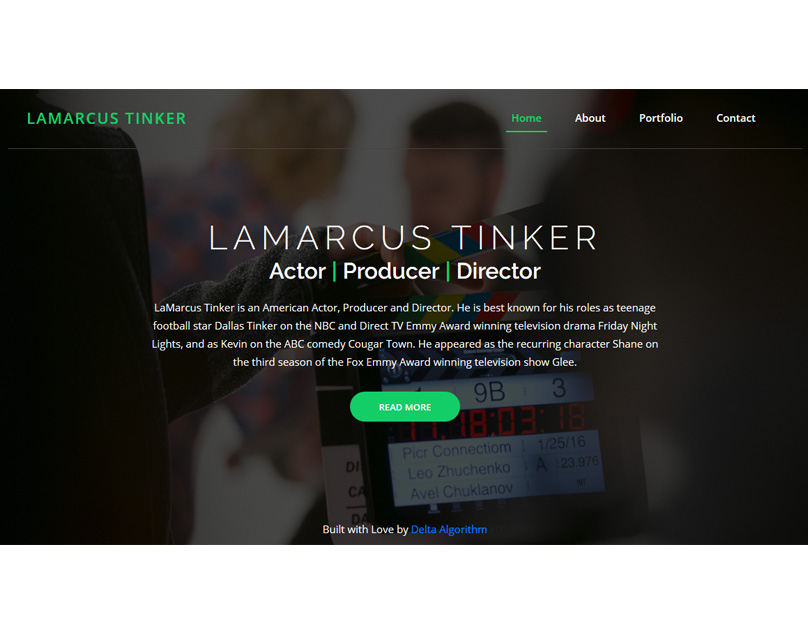 LAMARCUS TINKER
Home About Portfolio Contact
LAMARCUS TINKER
Actor | Producer | Director
LaMarcus Tinker is an American Actor, Producer and Director. He is best known for his roles as teenage
football star Dallas Tinker on the NBC and Direct TV Emmy Award winning television drama Friday Night
Lights, and as Kevin on the ABC comedy Cougar Town. He appeared as the recurring character Shane on
the third season of the Fox Emmy Award winning television show Glee.
READ MORE
1 9B 3
11:18:03:18
Picr Connectiom 1/25/16
Leo Zhuchenko A 23.976
Avel Chuklanov
DI
CA
DA
Built with Love by Delta Algorithm